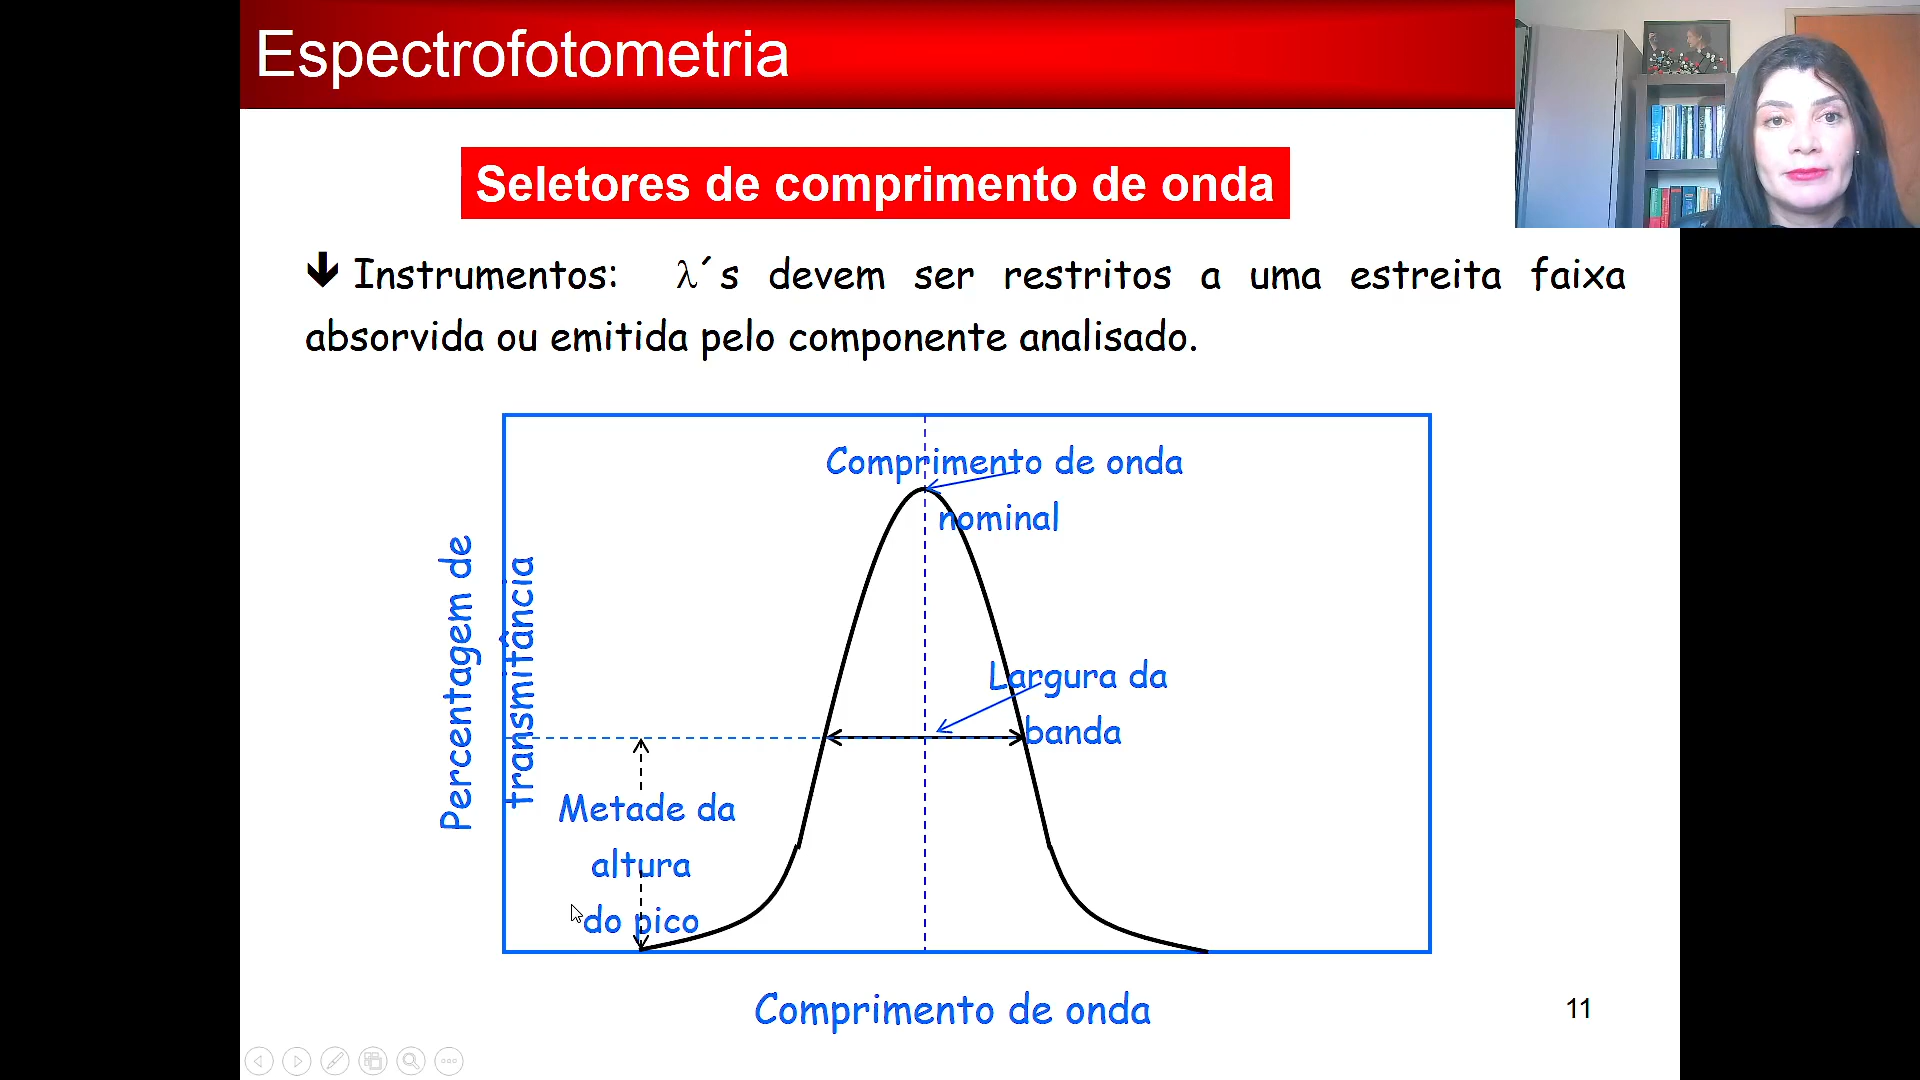 Espectrofotometria
Seletores de comprimento de onda
🡻 Instrumentos: λ´s devem ser restritos a uma estreita faixa
absorvida ou emitida pelo componente analisado.
Comprimento de onda
nominal
Percentagem de
transmitância
Largura da
banda
Metade da
altura
do pico
Comprimento de onda
11